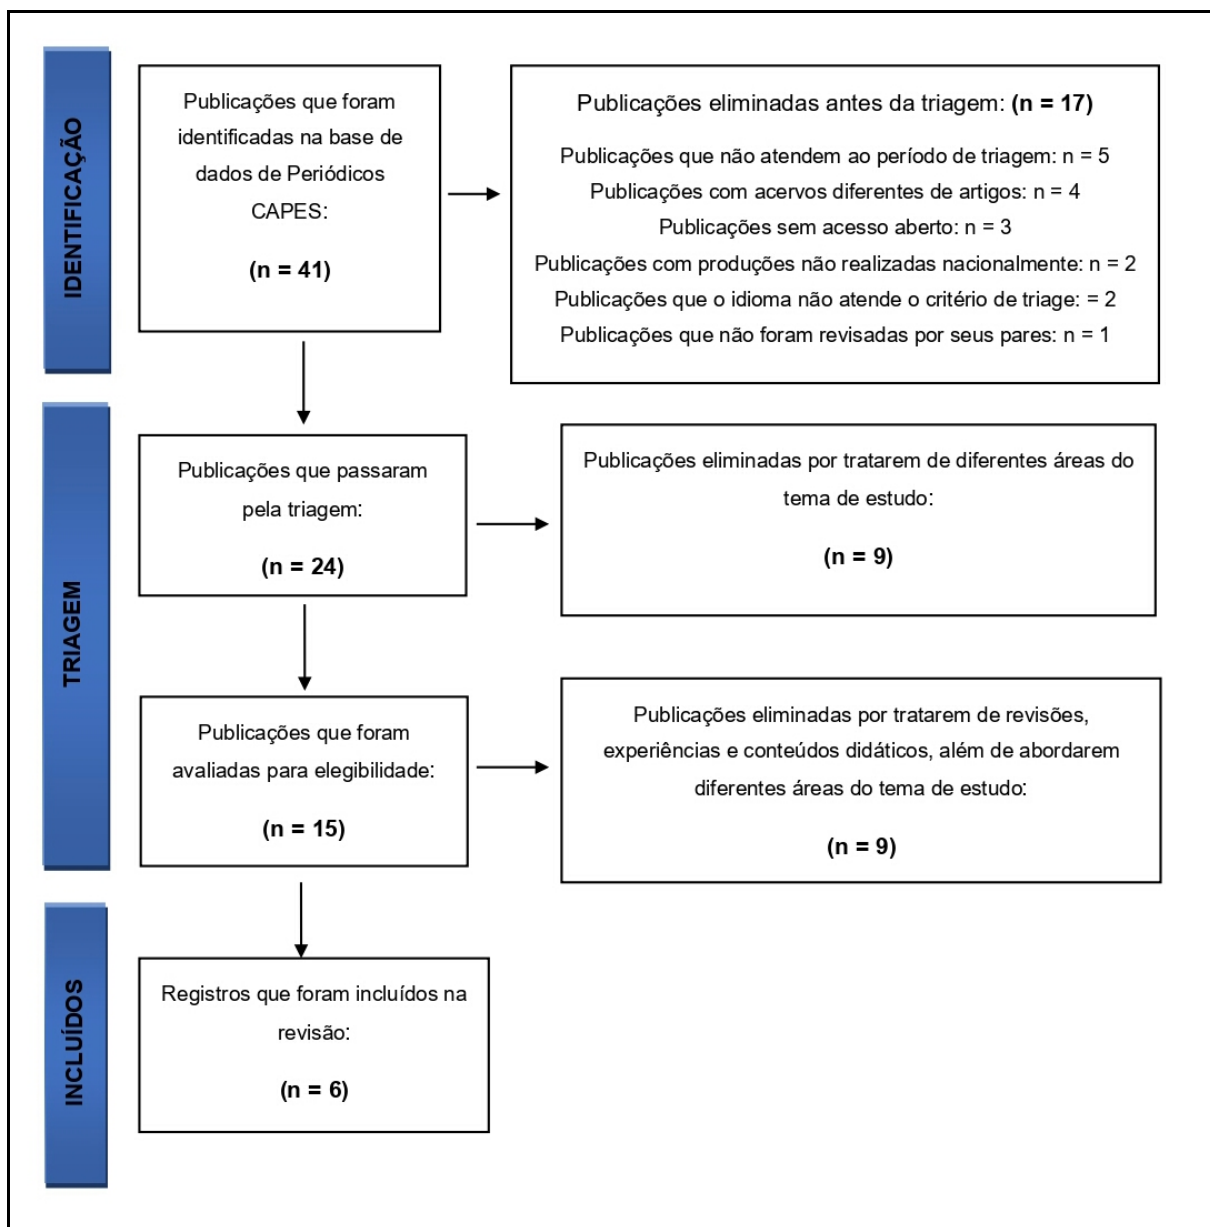 IDENTIFICAÇÃO
Publicações que foram
identificadas na base de
dados de Periódicos
CAPES:
(n = 41)
Publicações eliminadas antes da triagem: (n = 17)
Publicações que não atendem ao período de triagem: n = 5
Publicações com acervos diferentes de artigos: n = 4
Publicações sem acesso aberto: n = 3
Publicações com produções não realizadas nacionalmente: n = 2
Publicações que o idioma não atende o critério de triage: = 2
Publicações que não foram revisadas por seus pares: n = 1
TRIAGEM
Publicações que passaram
pela triagem:
(n = 24)
Publicações eliminadas por tratarem de diferentes áreas do
tema de estudo:
(n = 9)
Publicações que foram
avaliadas para elegibilidade:
(n = 15)
Publicações eliminadas por tratarem de revisões,
experiências e conteúdos didáticos, além de abordarem
diferentes áreas do tema de estudo:
(n = 9)
INCLUÍDOS
Registros que foram incluídos na
revisão:
(n = 6)